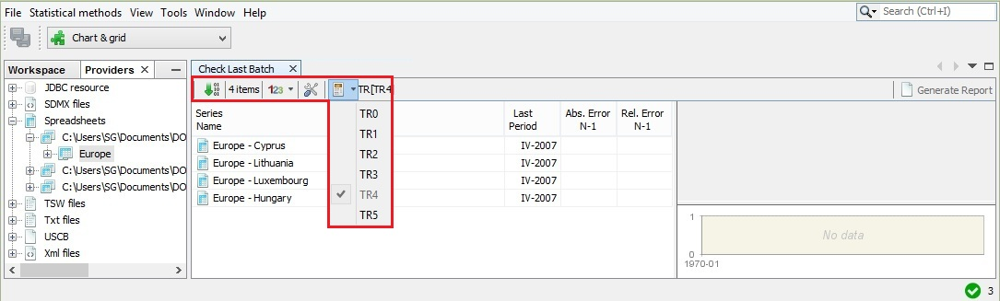 File Statistical methods View Tools Window Help
Search (Ctrl+I)
Chart & grid
Workspace Providers
JDBC resource
SDMX files
Spreadsheets
C:\Users\SG\Documents\DO
Europe
C:\Users\SG\Documents\DO
C:\Users\SG\Documents\DO
TSW files
Txt files
USCB
Xml files
Check Last Batch
4 items 123 TR[TR4
Generate Report
Series Name Last Period Abs. Error N-1 Rel. Error N-1
Europe - Cyprus IV-2007
Europe - Lithuania IV-2007
Europe - Luxembourg IV-2007
Europe - Hungary IV-2007
TR0
TR1
TR2
TR3
TR4
TR5
1
No data
0
1970-01
3